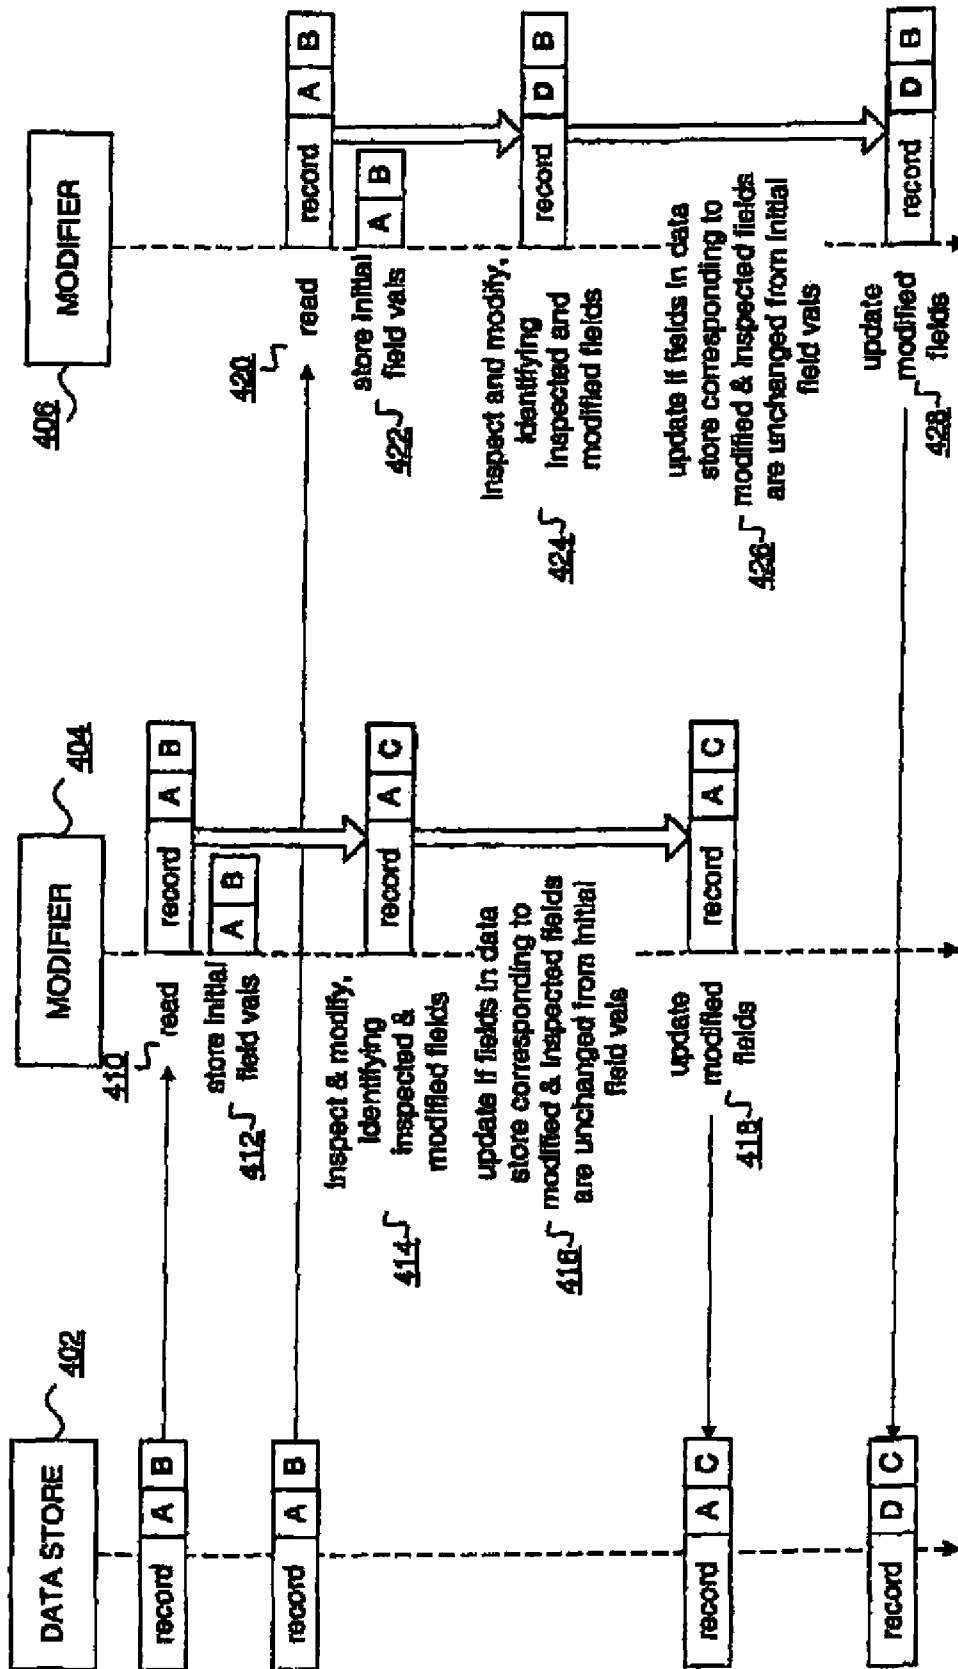 DATA STORE
402
record A B
record A B
record A C
record D C
MODIFIER
404
410
read
record A B
store initial
field vals
A B
412
inspect & modify,
identifying
inspected &
modified fields
414
record A C
update if fields in data
store corresponding to
modified & inspected fields
are unchanged from initial
field vals
416
update
modified
fields
418
record A C
MODIFIER
406
420
read
record A B
store initial
field vals
A B
422
inspect and modify,
identifying
inspected and
modified fields
424
record D B
update if fields in data
store corresponding to
modified & inspected fields
are unchanged from initial
field vals
426
update
modified
fields
428
record D B